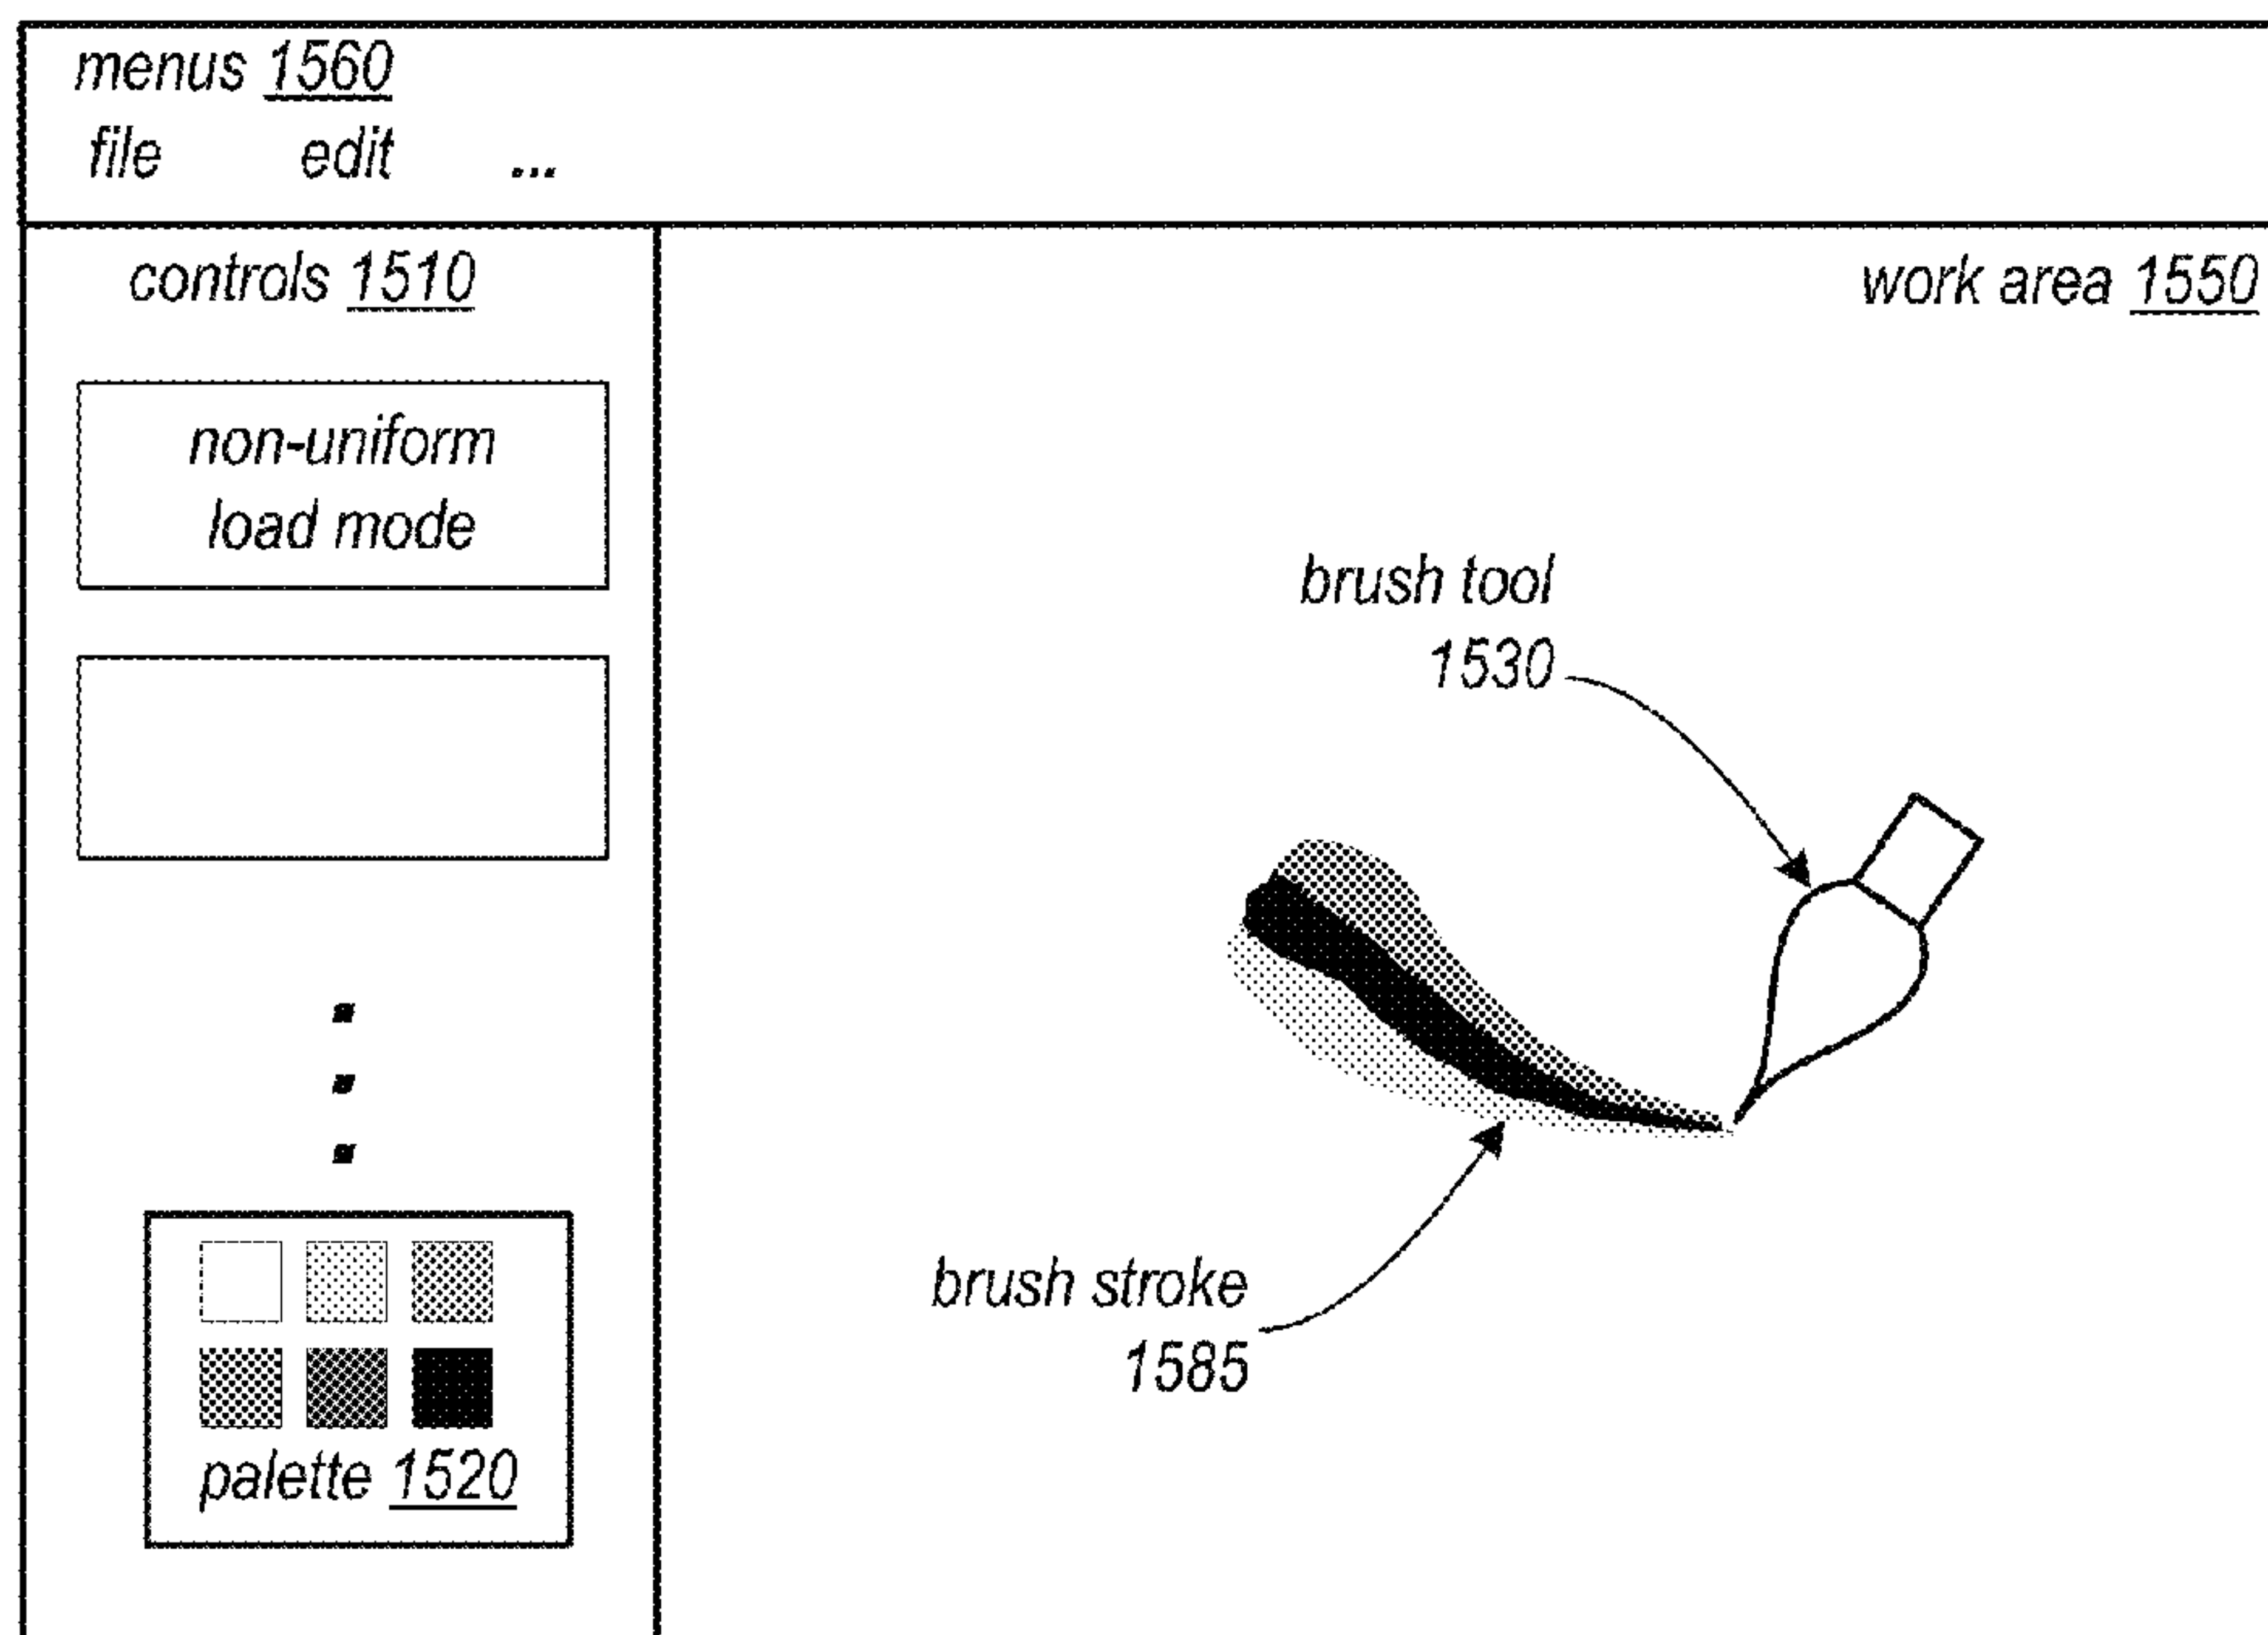 menus 1560
file edit ...
controls 1510
work area 1550
non-uniform
load mode
brush tool
1530
brush stroke
1585
palette 1520